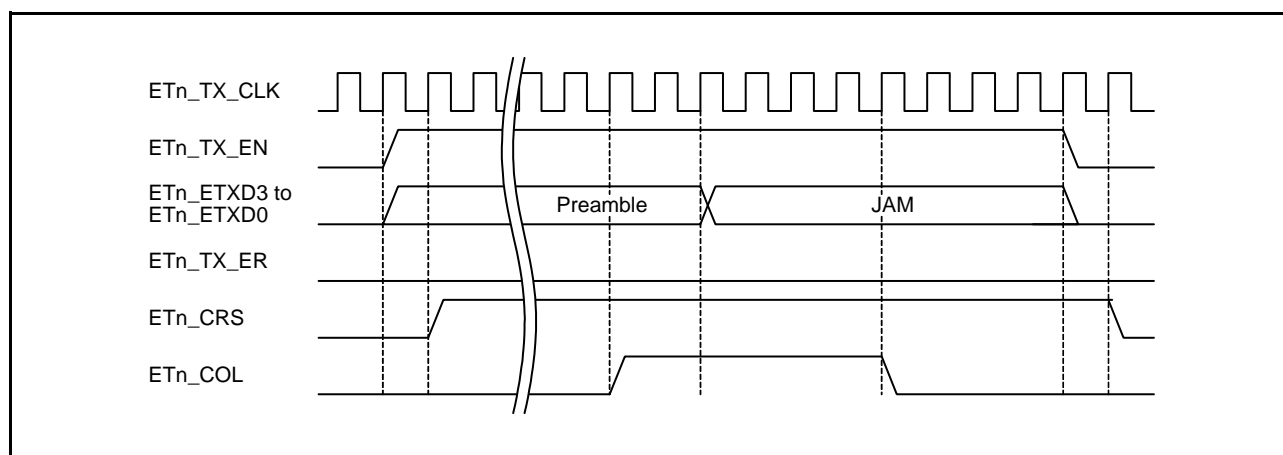 ETn_TX_CLK
ETn_TX_EN
ETn_ETXD3 to
ETn_ETXD0
Preamble
JAM
ETn_TX_ER
ETn_CRS
ETn_COL